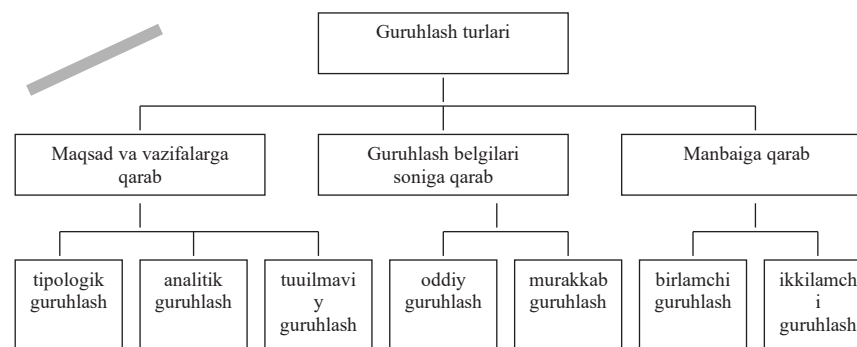 Guruhlash turlari
Maqsad va vazifalarga
qarab
Guruhlash belgilari
soniga qarab
Manbaiga qarab
tipologik
guruhlash
analitik
guruhlash
tuuilmavi
y
guruhlash
oddiy
guruhlash
murakkab
guruhlash
birlamchi
guruhlash
ikkilamch
i
guruhlash